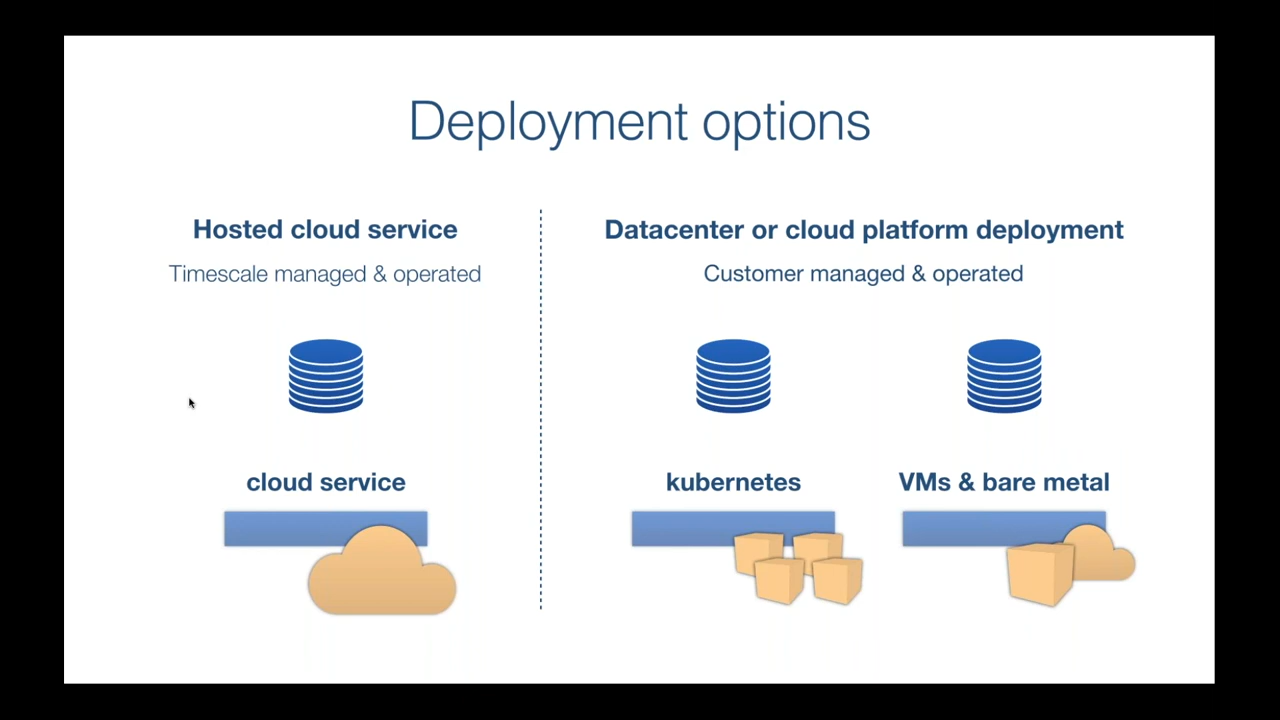 Deployment options
Hosted cloud service
Timescale managed & operated
cloud service
Datacenter or cloud platform deployment
Customer managed & operated
kubernetes
VMs & bare metal